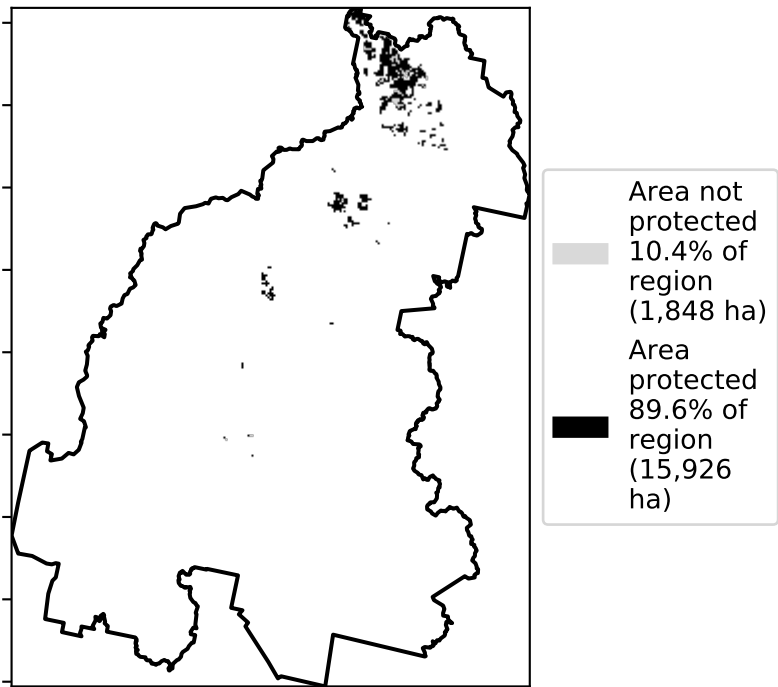 Area not
protected
10.4% of
region
(1,848 ha)
Area
protected
89.6% of
region
(15,926
ha)